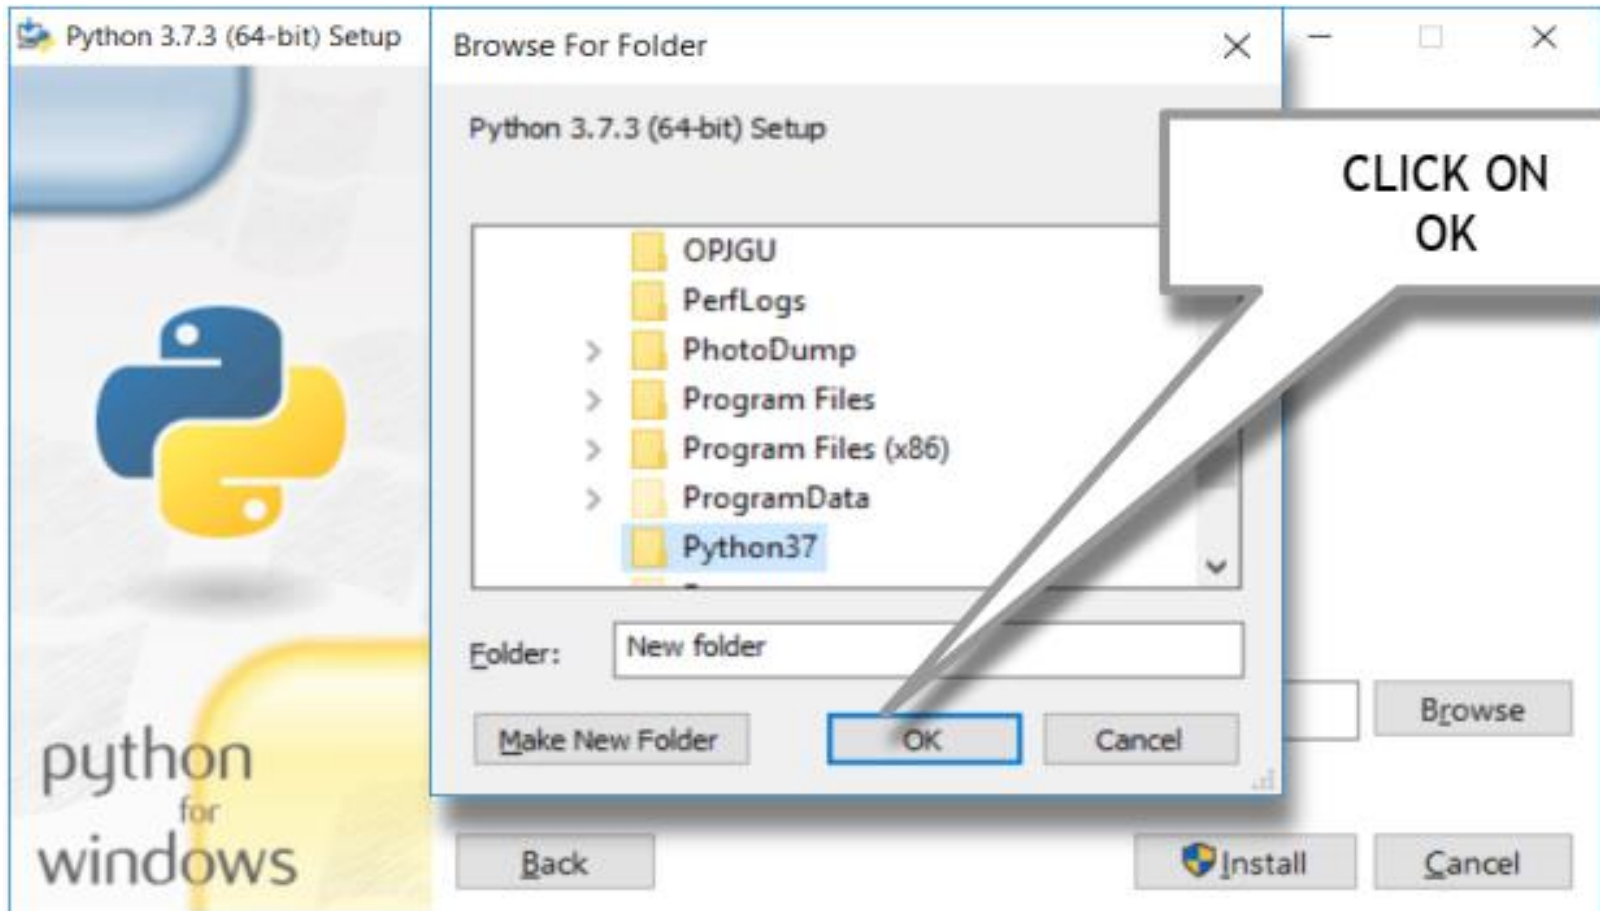 Python 3.7.3 (64-bit) Setup
Browse For Folder
Python 3.7.3 (64-bit) Setup
CLICK ON
OK
OPJGU
PerfLogs
PhotoDump
Program Files
Program Files (x86)
ProgramData
Python37
Folder: New folder
Make New Folder OK Cancel
Browse
python
for
windows
Back Install Cancel